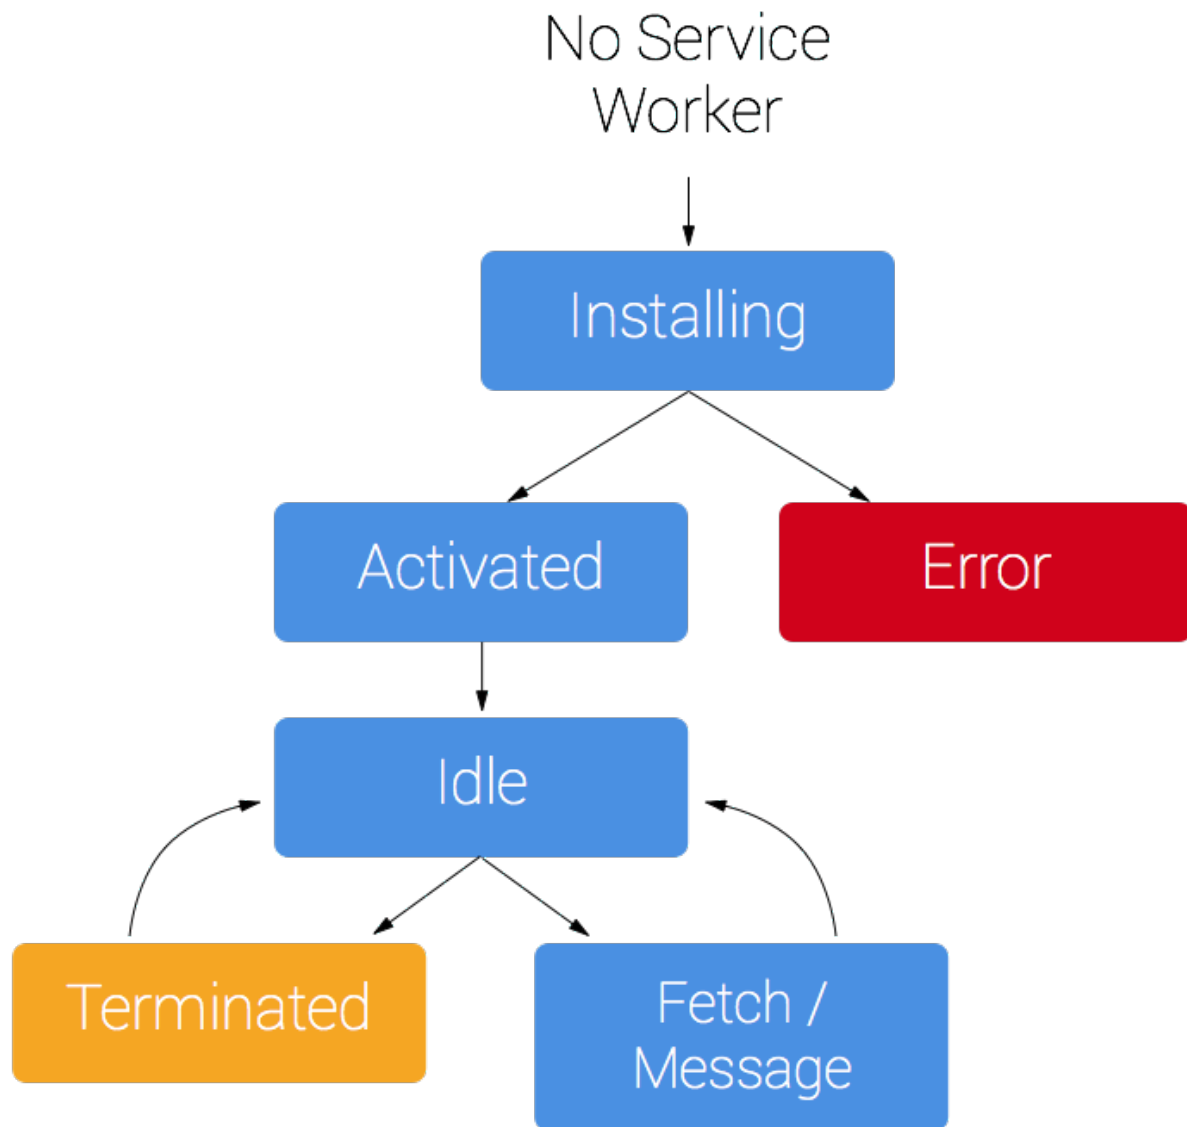 No Service
Worker
Installing
Activated
Error
Idle
Terminated
Fetch /
Message